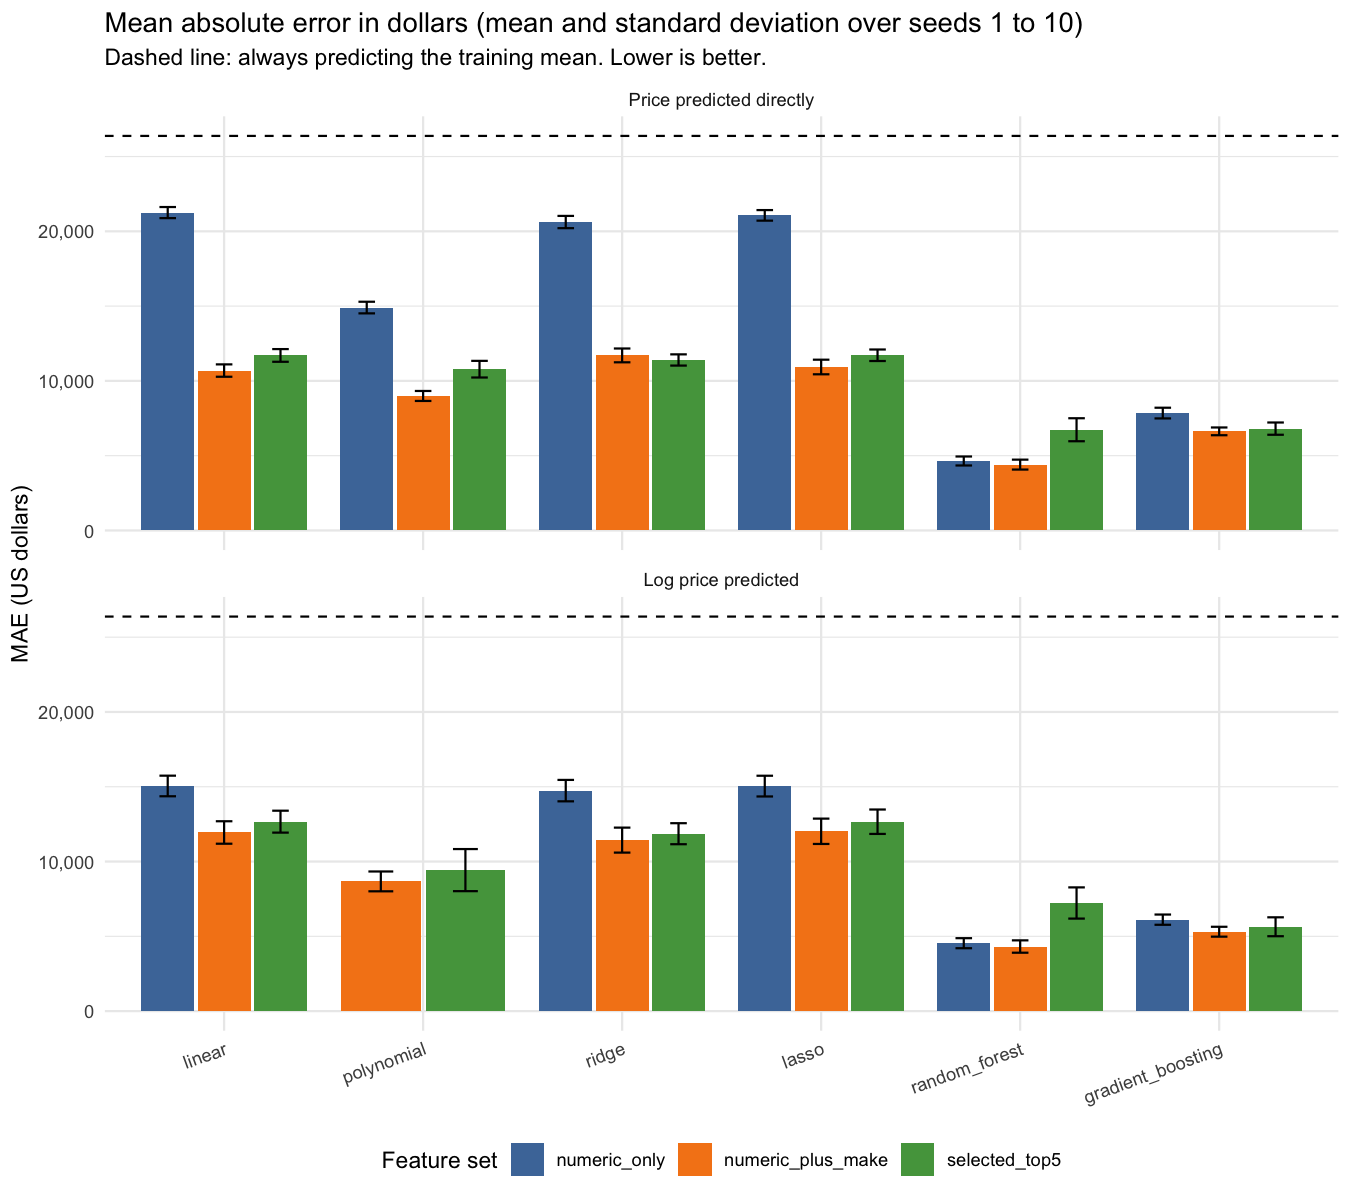 Mean absolute error in dollars (mean and standard deviation over seeds 1 to 10)
Dashed line: always predicting the training mean. Lower is better.
Price predicted directly
20,000
10,000
0
MAE (US dollars)
Log price predicted
20,000
10,000
0
linear
polynomial
ridge
lasso
random_forest
gradient_boosting
Feature set
numeric_only
numeric_plus_make
selected_top5